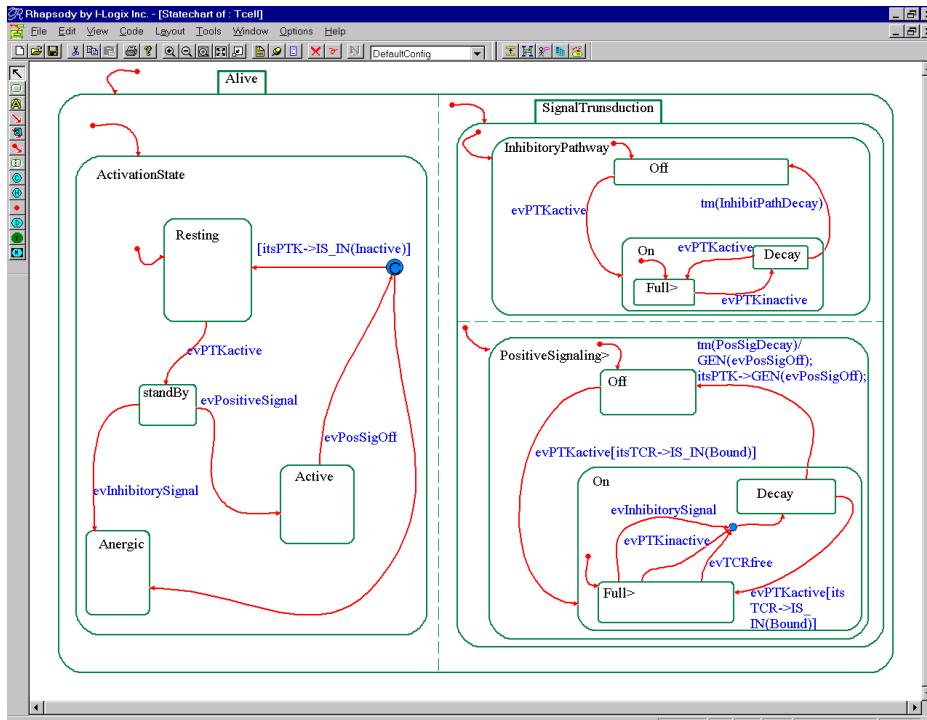 Rhapsody by I-Logix Inc. - [Statechart of : Tcell]
File Edit View Code Layout Tools Window Options Help
DefaultConfig
Alive
ActivationState
Resting
[itsPTK->IS_IN(Inactive)]
C
evPTKactive
standBy
evPositiveSignal
evPosSigOff
evInhibitorySignal
Active
Anergic
SignalTrunsduction
InhibitoryPathway
Off
evPTKactive
tm(InhibitPathDecay)
On
evPTKactive
Decay
Full>
evPTKinactive
PositiveSignaling>
tm(PosSigDecay)/
GEN(evPosSigOff);
itsPTK->GEN(evPosSigOff);
Off
evPTKactive[itsTCR->IS_IN(Bound)]
On
Decay
evInhibitorySignal
evPTKinactive
evTCRfree
Full>
evPTKactive[its
TCR->IS_
IN(Bound)]